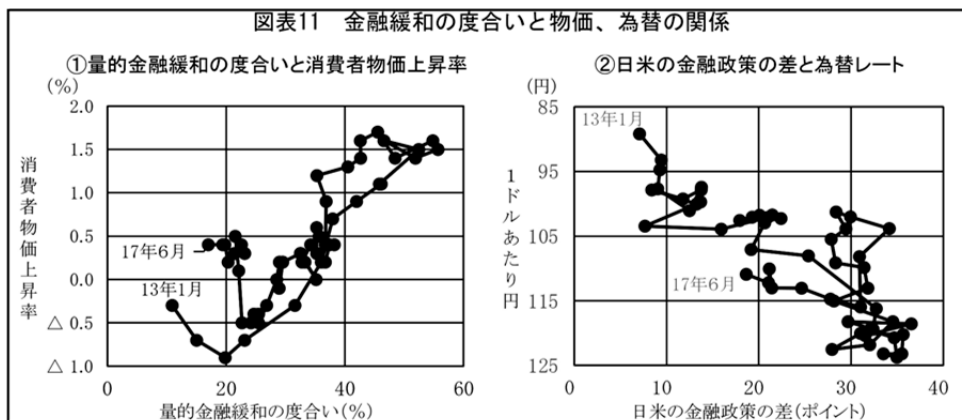 図表11　金融緩和の度合いと物価、為替の関係
①量的金融緩和の度合いと消費者物価上昇率
(%)
消費者物価上昇率
2.0
1.5
1.0
0.5
0.0
△ 0.5
△ 1.0
17年6月
13年1月
0
20
40
60
量的金融緩和の度合い(%)
②日米の金融政策の差と為替レート
(円)
1ドルあたり円
85
95
105
115
125
13年1月
17年6月
0
10
20
30
40
日米の金融政策の差(ポイント)